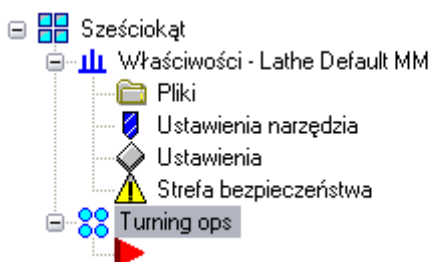 Sześciokąt
Właściwości - Lathe Default MM
Pliki
Ustawienia narzędzia
Ustawienia
Strefa bezpieczeństwa
Turning ops